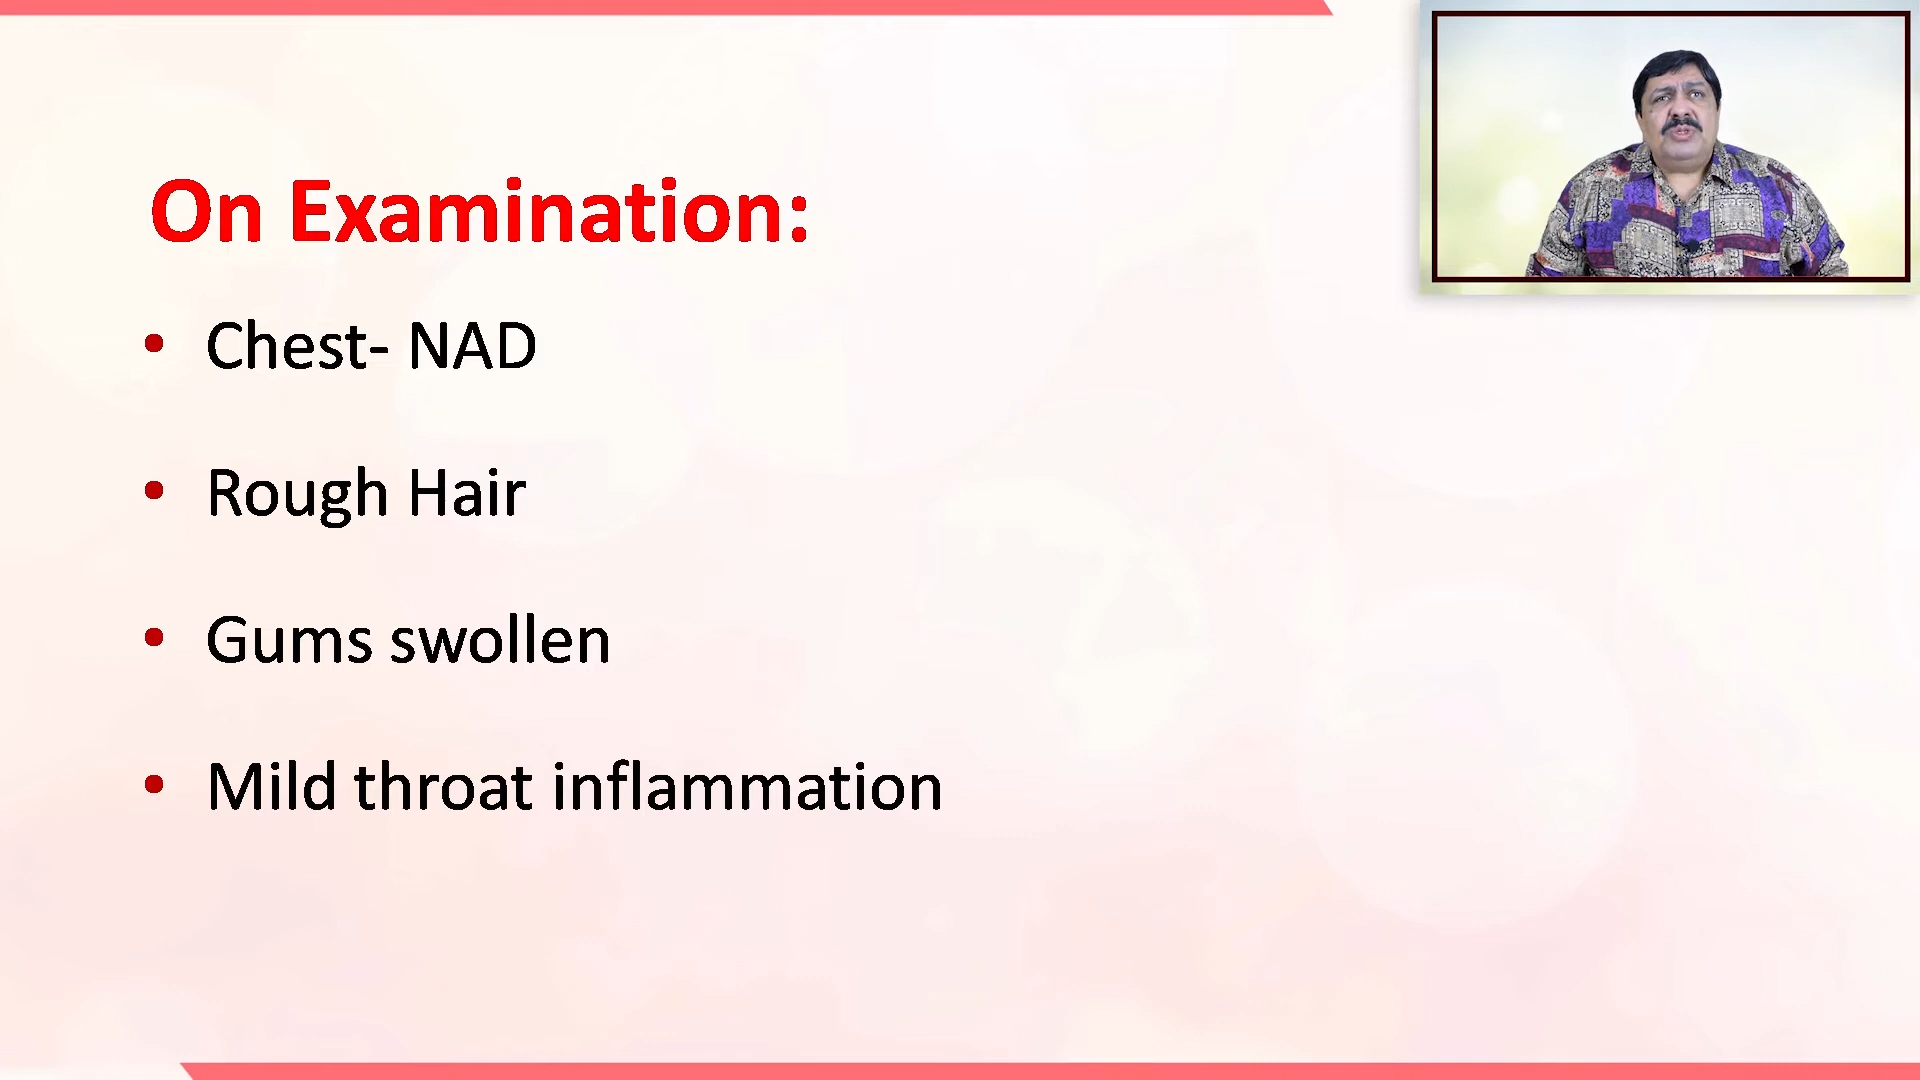 On Examination:
• Chest- NAD
• Rough Hair
• Gums swollen
• Mild throat inflammation